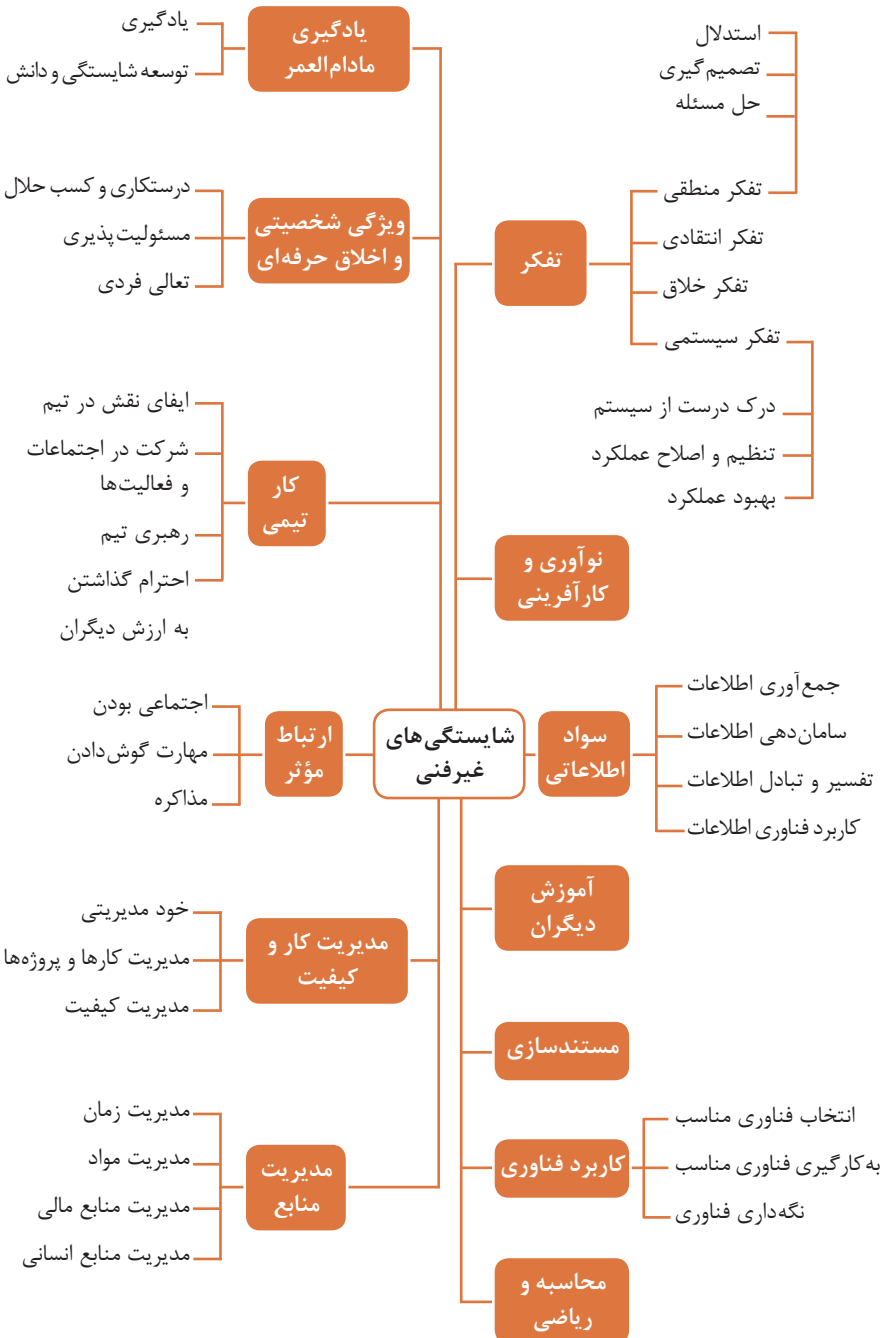 استدلال
تصمیم‌گیری
حل مسئله
تفکر منطقی
تفکر انتقادی
تفکر خلاق
تفکر سیستمی
درک درست از سیستم
تنظیم و اصلاح عملکرد
بهبود عملکرد
تفکر
نوآوری و
کارآفرینی
جمع‌آوری اطلاعات
سامان‌دهی اطلاعات
تفسیر و تبادل اطلاعات
کاربرد فناوری اطلاعات
سواد
اطلاعاتی
آموزش
دیگران
مستندسازی
انتخاب فناوری مناسب
به‌کارگیری فناوری مناسب
نگه‌داری فناوری
کاربرد فناوری
محاسبه و
ریاضی
شایستگی‌های
غیرفنی
یادگیری
مادام‌العمر
یادگیری
توسعه شایستگی و دانش
ویژگی شخصیتی
و اخلاق حرفه‌ای
درستکاری و کسب حلال
مسئولیت‌پذیری
تعالی فردی
کار
تیمی
ایفای نقش در تیم
شرکت در اجتماعات
و فعالیت‌ها
رهبری تیم
احترام گذاشتن
به ارزش دیگران
ارتباط
مؤثر
اجتماعی بودن
مهارت گوش‌دادن
مذاکره
مدیریت کار و
کیفیت
خود مدیریتی
مدیریت کارها و پروژه‌ها
مدیریت کیفیت
مدیریت
منابع
مدیریت زمان
مدیریت مواد
مدیریت منابع مالی
مدیریت منابع انسانی